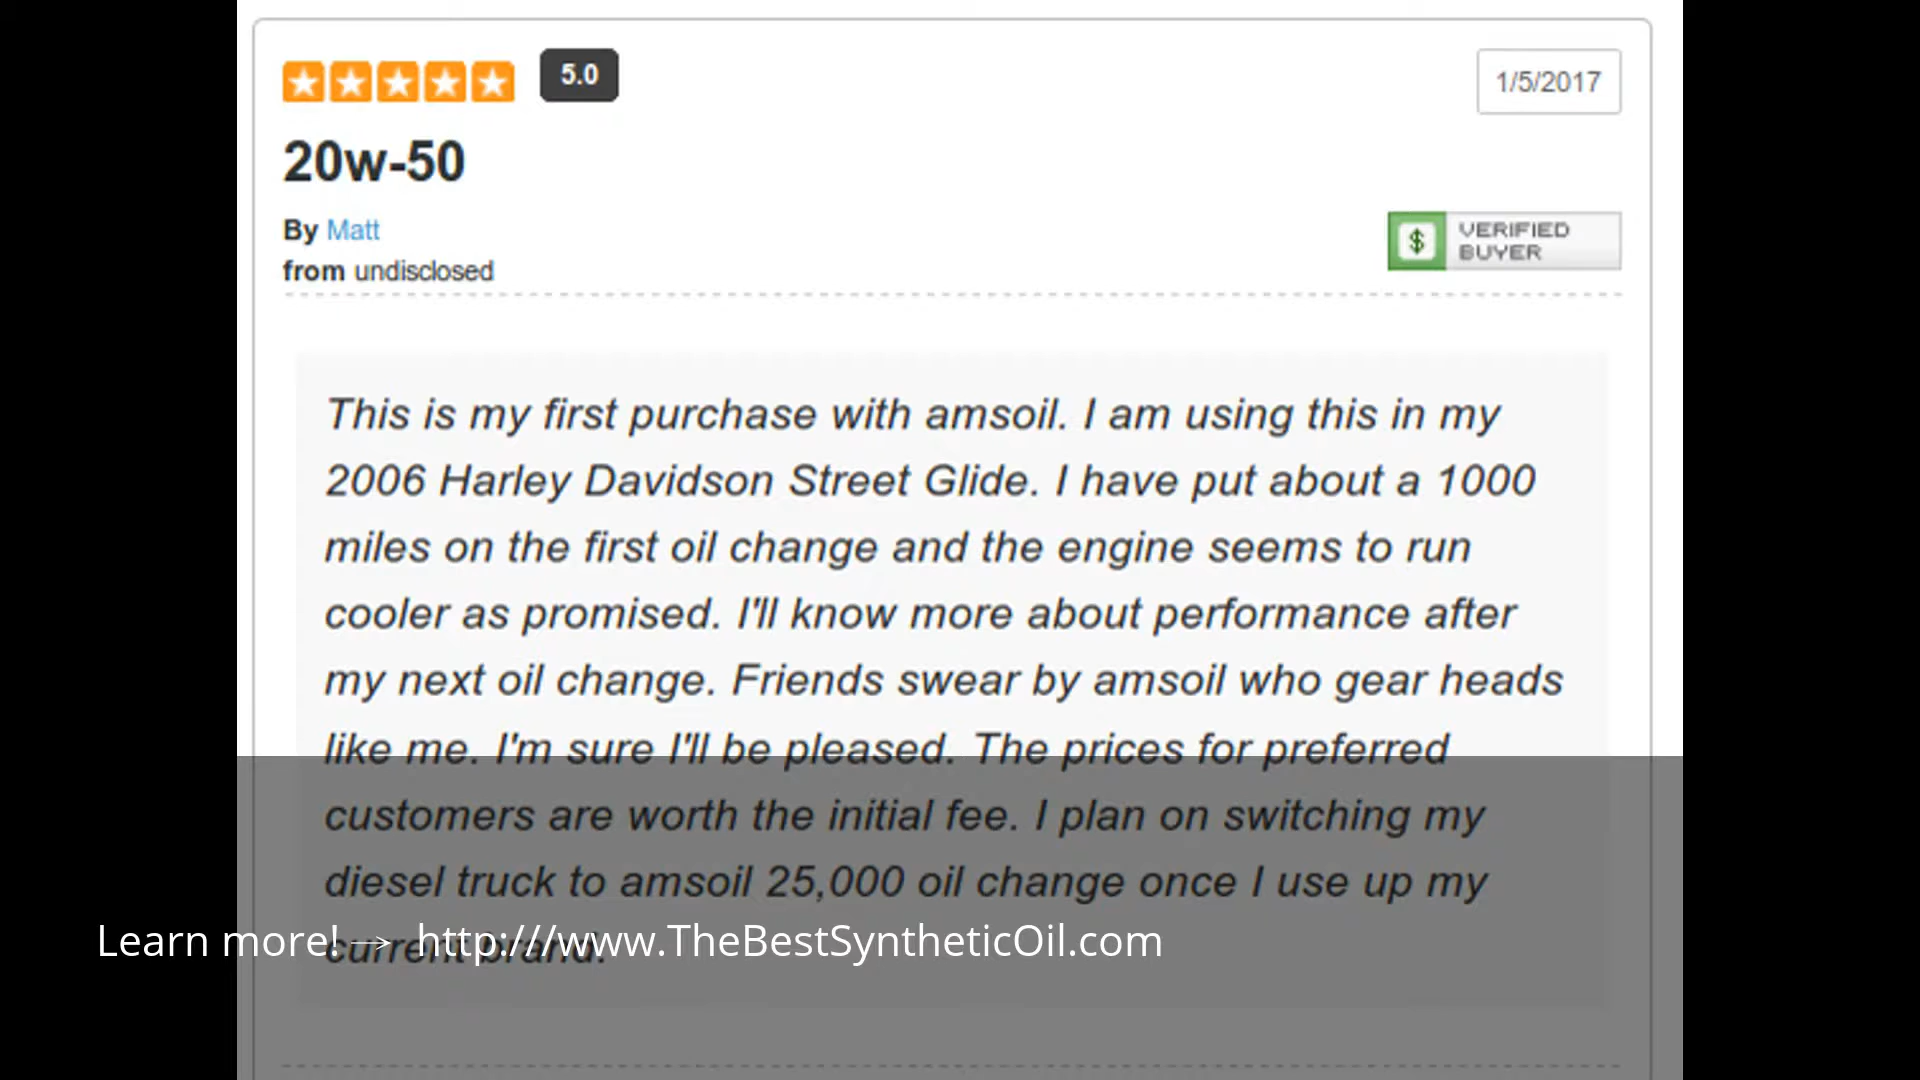 5.0
1/5/2017
20w-50
By Matt
VERIFIED
BUYER
from undisclosed
This is my first purchase with amsoil. I am using this in my
2006 Harley Davidson Street Glide. I have put about a 1000
miles on the first oil change and the engine seems to run
cooler as promised. I'll know more about performance after
my next oil change. Friends swear by amsoil who gear heads
like me. I'm sure I'll be pleased. The prices for preferred
customers are worth the initial fee. I plan on switching my
diesel truck to amsoil 25,000 oil change once I use up my
current brand.
Learn more! → http://www.TheBestSyntheticOil.com